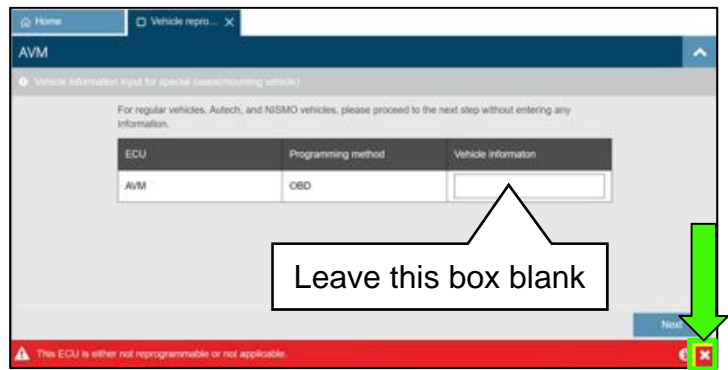 Home
Vehicle repro... X
AVM
Vehicle information input for special cases(mounting vehicle)
For regular vehicles, Autech, and NISMO vehicles, please proceed to the next step without entering any
information.
ECU Programming method Vehicle informaton
AVM OBD
Leave this box blank
Next
This ECU is either not reprogrammable or not applicable.